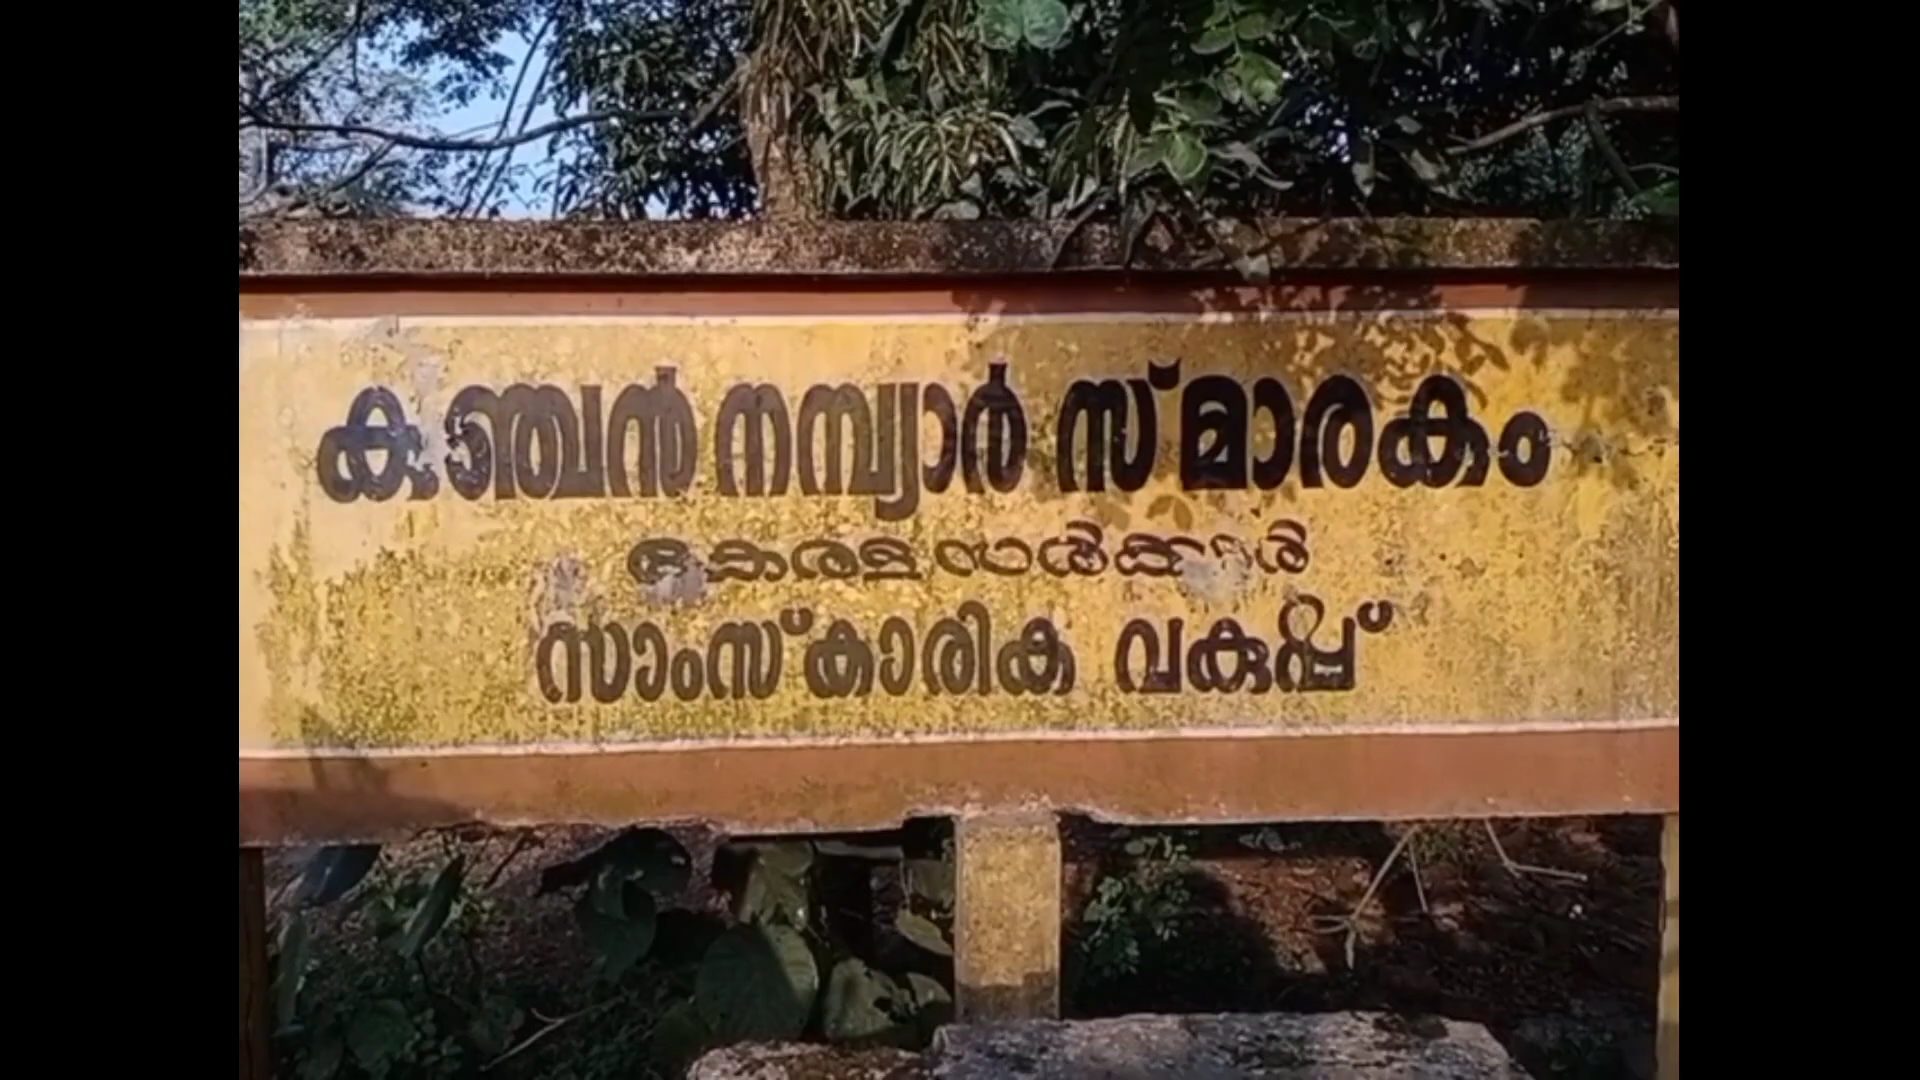 കുഞ്ചൻ നമ്പ്യാർ സ്മാരകം
കേരള സർക്കാർ
സാംസ്കാരിക വകുപ്പ്